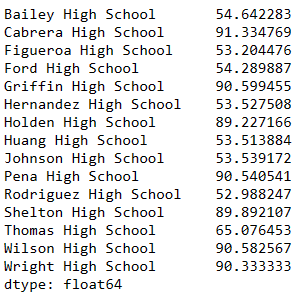 Bailey High School 54.642283
Cabrera High School 91.334769
Figueroa High School 53.204476
Ford High School 54.289887
Griffin High School 90.599455
Hernandez High School 53.527508
Holden High School 89.227166
Huang High School 53.513884
Johnson High School 53.539172
Pena High School 90.540541
Rodriguez High School 52.988247
Shelton High School 89.892107
Thomas High School 65.076453
Wilson High School 90.582567
Wright High School 90.333333
dtype: float64